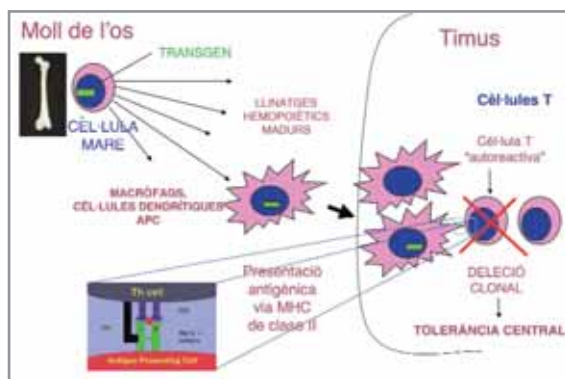 Moll de l'os
TRANSGEN
CÈL·LULA
MARE
LLINATGES
HEMOPOIÈTICS
MADURS
MACRÒFAGS,
CÈL·LULES DENDRÍTIQUES
APC
Presentació
antigènica
via MHC
de classe II
Th cell
Antigen Presenting Cell
Timus
Cèl·lules T
Cèl·lula T
"autoreactiva"
DELECIÓ
CLONAL
TOLERÀNCIA CENTRAL